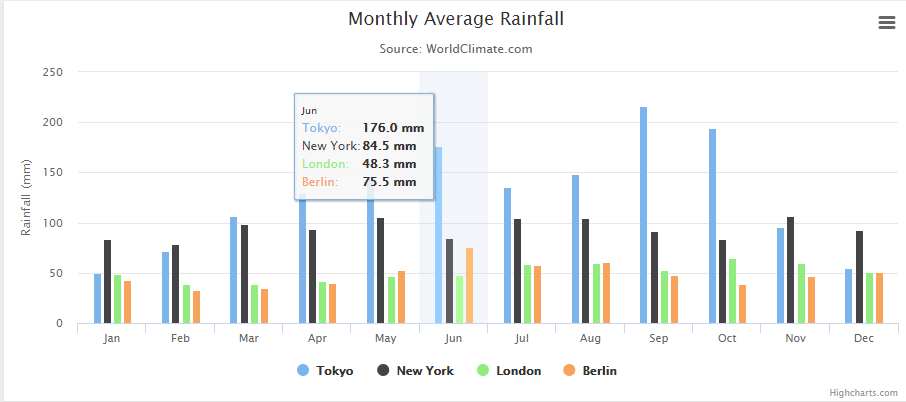 Monthly Average Rainfall
Source: WorldClimate.com
Rainfall (mm)
250
200
150
100
50
0
Jun
Tokyo: 176.0 mm
New York: 84.5 mm
London: 48.3 mm
Berlin: 75.5 mm
Jan Feb Mar Apr May Jun Jul Aug Sep Oct Nov Dec
Tokyo New York London Berlin
Highcharts.com